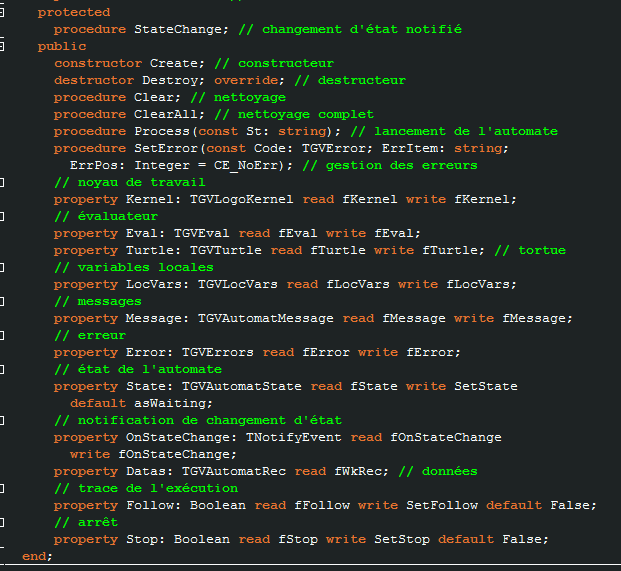 protected
procedure StateChange; // changement d'état notifié
public
constructor Create; // constructeur
destructor Destroy; override; // destructeur
procedure Clear; // nettoyage
procedure ClearAll; // nettoyage complet
procedure Process(const St: string); // lancement de l'automate
procedure SetError(const Code: TGVError; ErrItem: string;
ErrPos: Integer = CE_NoErr); // gestion des erreurs
// noyau de travail
property Kernel: TGVLogoKernel read fKernel write fKernel;
// évaluateur
property Eval: TGVEval read fEval write fEval;
property Turtle: TGVTurtle read fTurtle write fTurtle; // tortue
// variables locales
property LocVars: TGVLocVars read fLocVars write fLocVars;
// messages
property Message: TGVAutomatMessage read fMessage write fMessage;
// erreur
property Error: TGVErrors read fError write fError;
// état de l'automate
property State: TGVAutomatState read fState write SetState
default asWaiting;
// notification de changement d'état
property OnStateChange: TNotifyEvent read fOnStateChange
write fOnStateChange;
property Datas: TGVAutomatRec read fWkRec; // données
// trace de l'exécution
property Follow: Boolean read fFollow write SetFollow default False;
// arrêt
property Stop: Boolean read fStop write SetStop default False;
end;